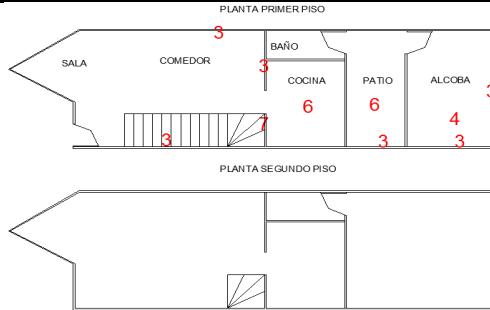 PLANTA PRIMER PISO
3
BAÑO
SALA COMEDOR 3
COCINA PATIO ALCOBA
3
6 6 4
7
3 3 3
PLANTA SEGUNDO PISO